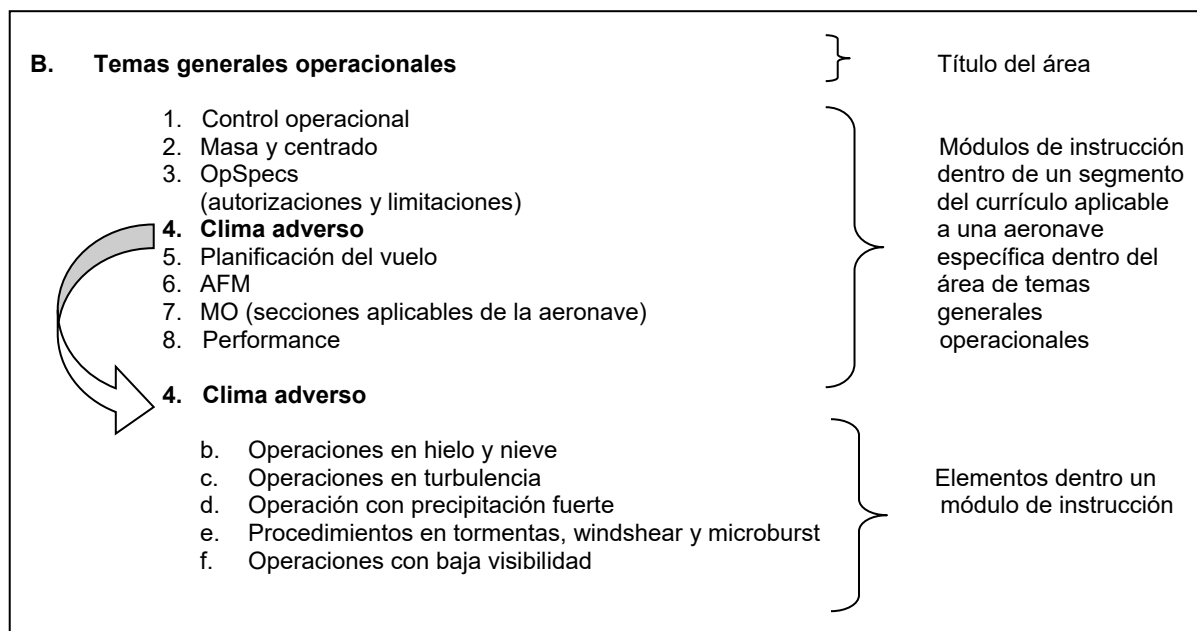 B. Temas generales operacionales
Título del área
1. Control operacional
2. Masa y centrado
3. OpSpecs
(autorizaciones y limitaciones)
4. Clima adverso
5. Planificación del vuelo
6. AFM
7. MO (secciones aplicables de la aeronave)
8. Performance
Módulos de instrucción
dentro de un segmento
del currículo aplicable
a una aeronave
específica dentro del
área de temas
generales
operacionales
4. Clima adverso
b. Operaciones en hielo y nieve
c. Operaciones en turbulencia
d. Operación con precipitación fuerte
e. Procedimientos en tormentas, windshear y microburst
f. Operaciones con baja visibilidad
Elementos dentro un
módulo de instrucción